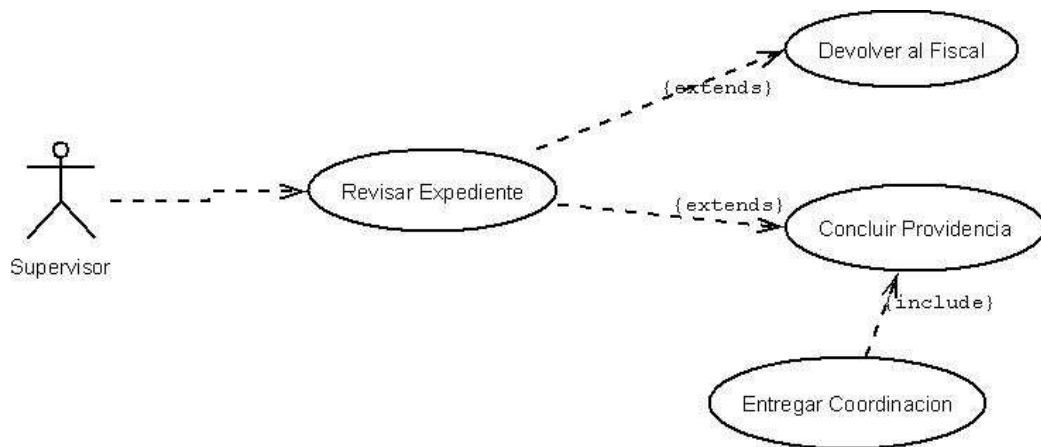 Devolver al Fiscal
{extends}
Revisar Expediente
{extends}
Concluir Providencia
Supervisor
{include}
Entregar Coordinacion